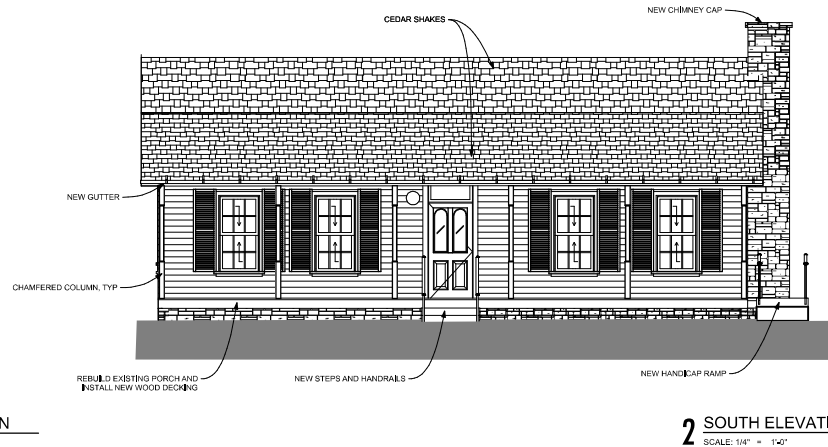 NEW CHIMNEY CAP
CEDAR SHAKES
NEW GUTTER
CHAMFERED COLUMN, TYP
REBUILD EXISTING PORCH AND
INSTALL NEW WOOD DECKING
NEW STEPS AND HANDRAILS
NEW HANDICAP RAMP
N
2 SOUTH ELEVATI
SCALE: 1/4" = 1'-0"